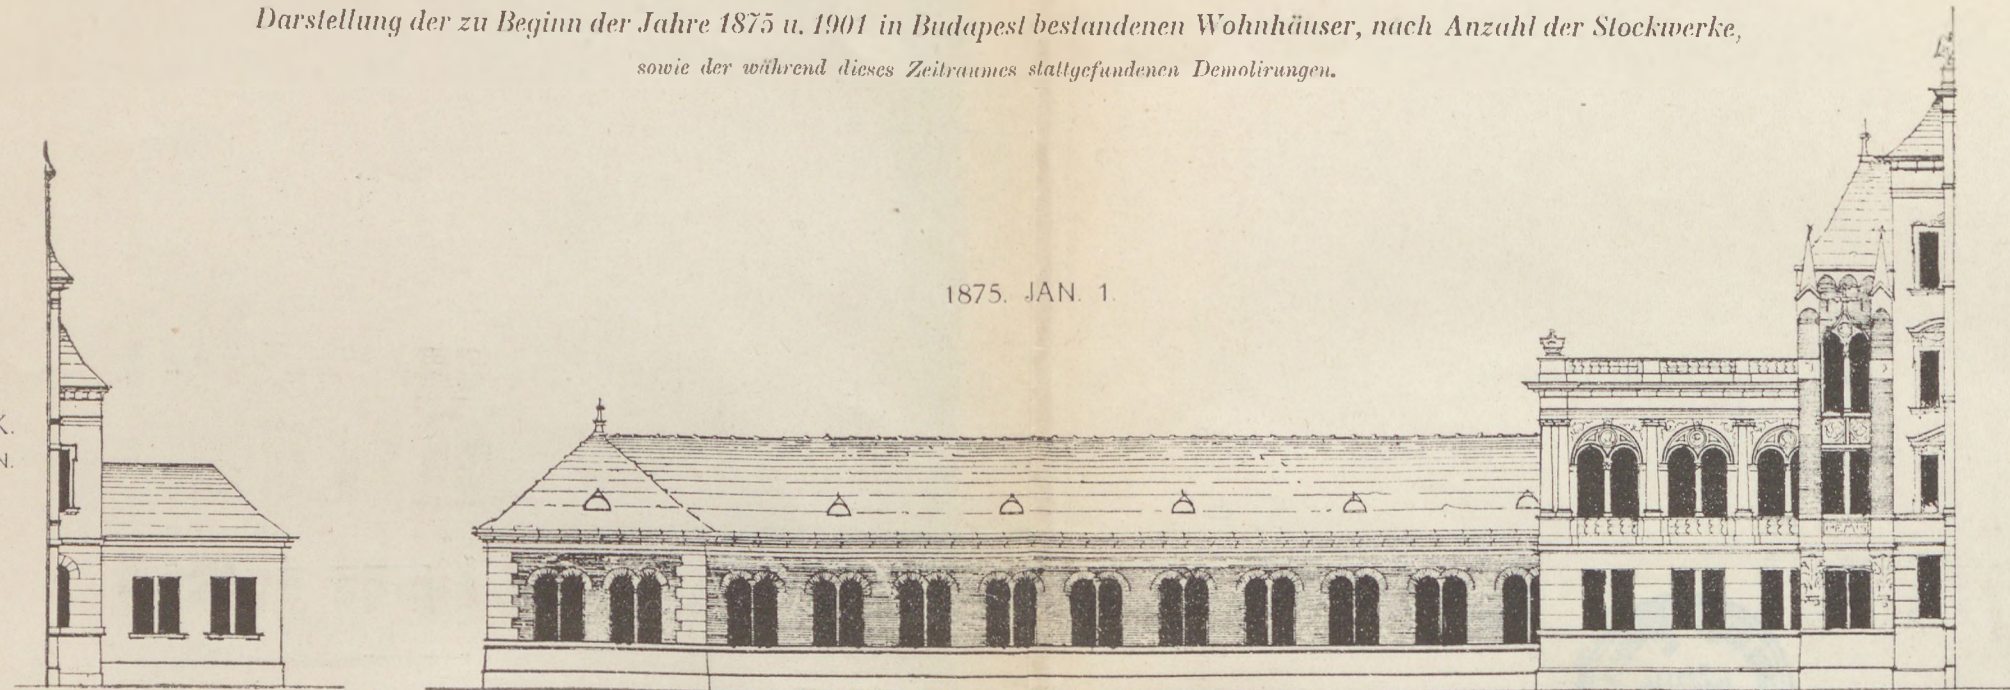 Darstellung der zu Beginn der Jahre 1875 u. 1901 in Budapest bestandenen Wohnhäuser, nach Anzahl der Stockwerke,
sowie der während dieses Zeitraumes stattgefundenen Demolirungen.
1875. JAN. 1.
K.
N.